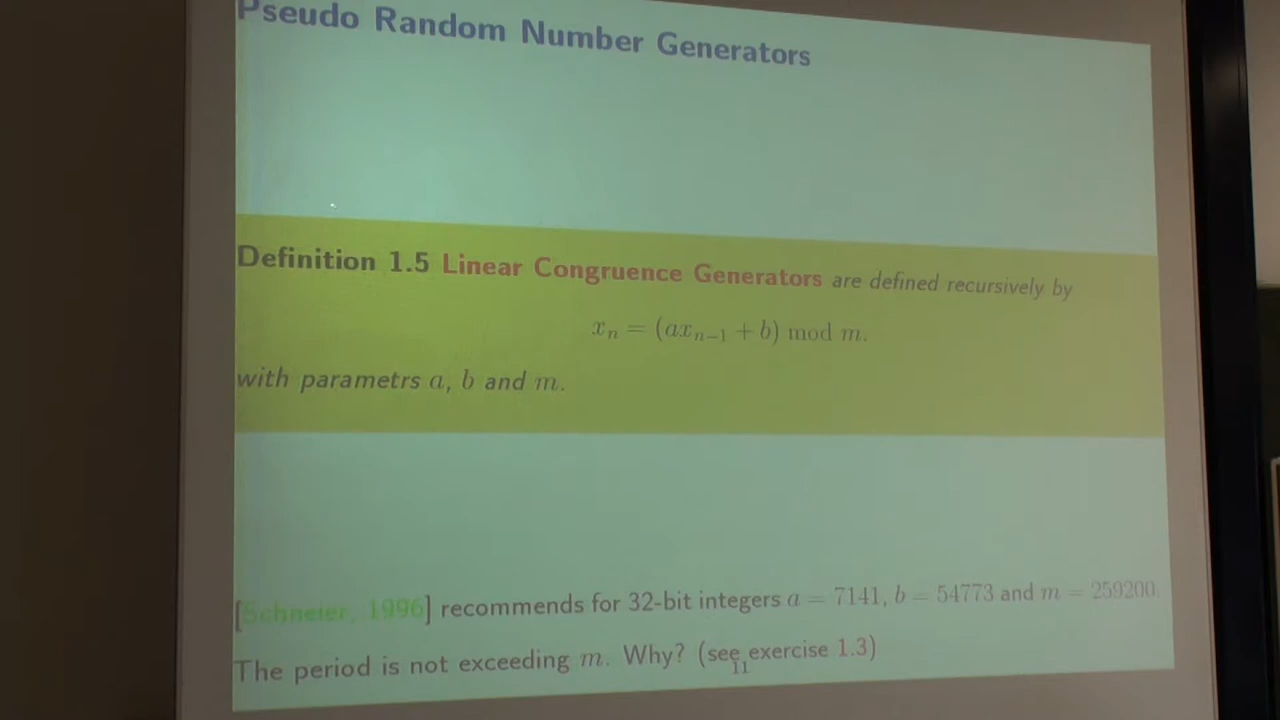 Pseudo Random Number Generators
Definition 1.5 Linear Congruence Generators are defined recursively by
xₙ = (axₙ₋₁ + b) mod m.
with parametrs a, b and m.
[Schneier, 1996] recommends for 32-bit integers a = 7141, b = 54773 and m = 259200.
The period is not exceeding m. Why? (see exercise 1.3)
11